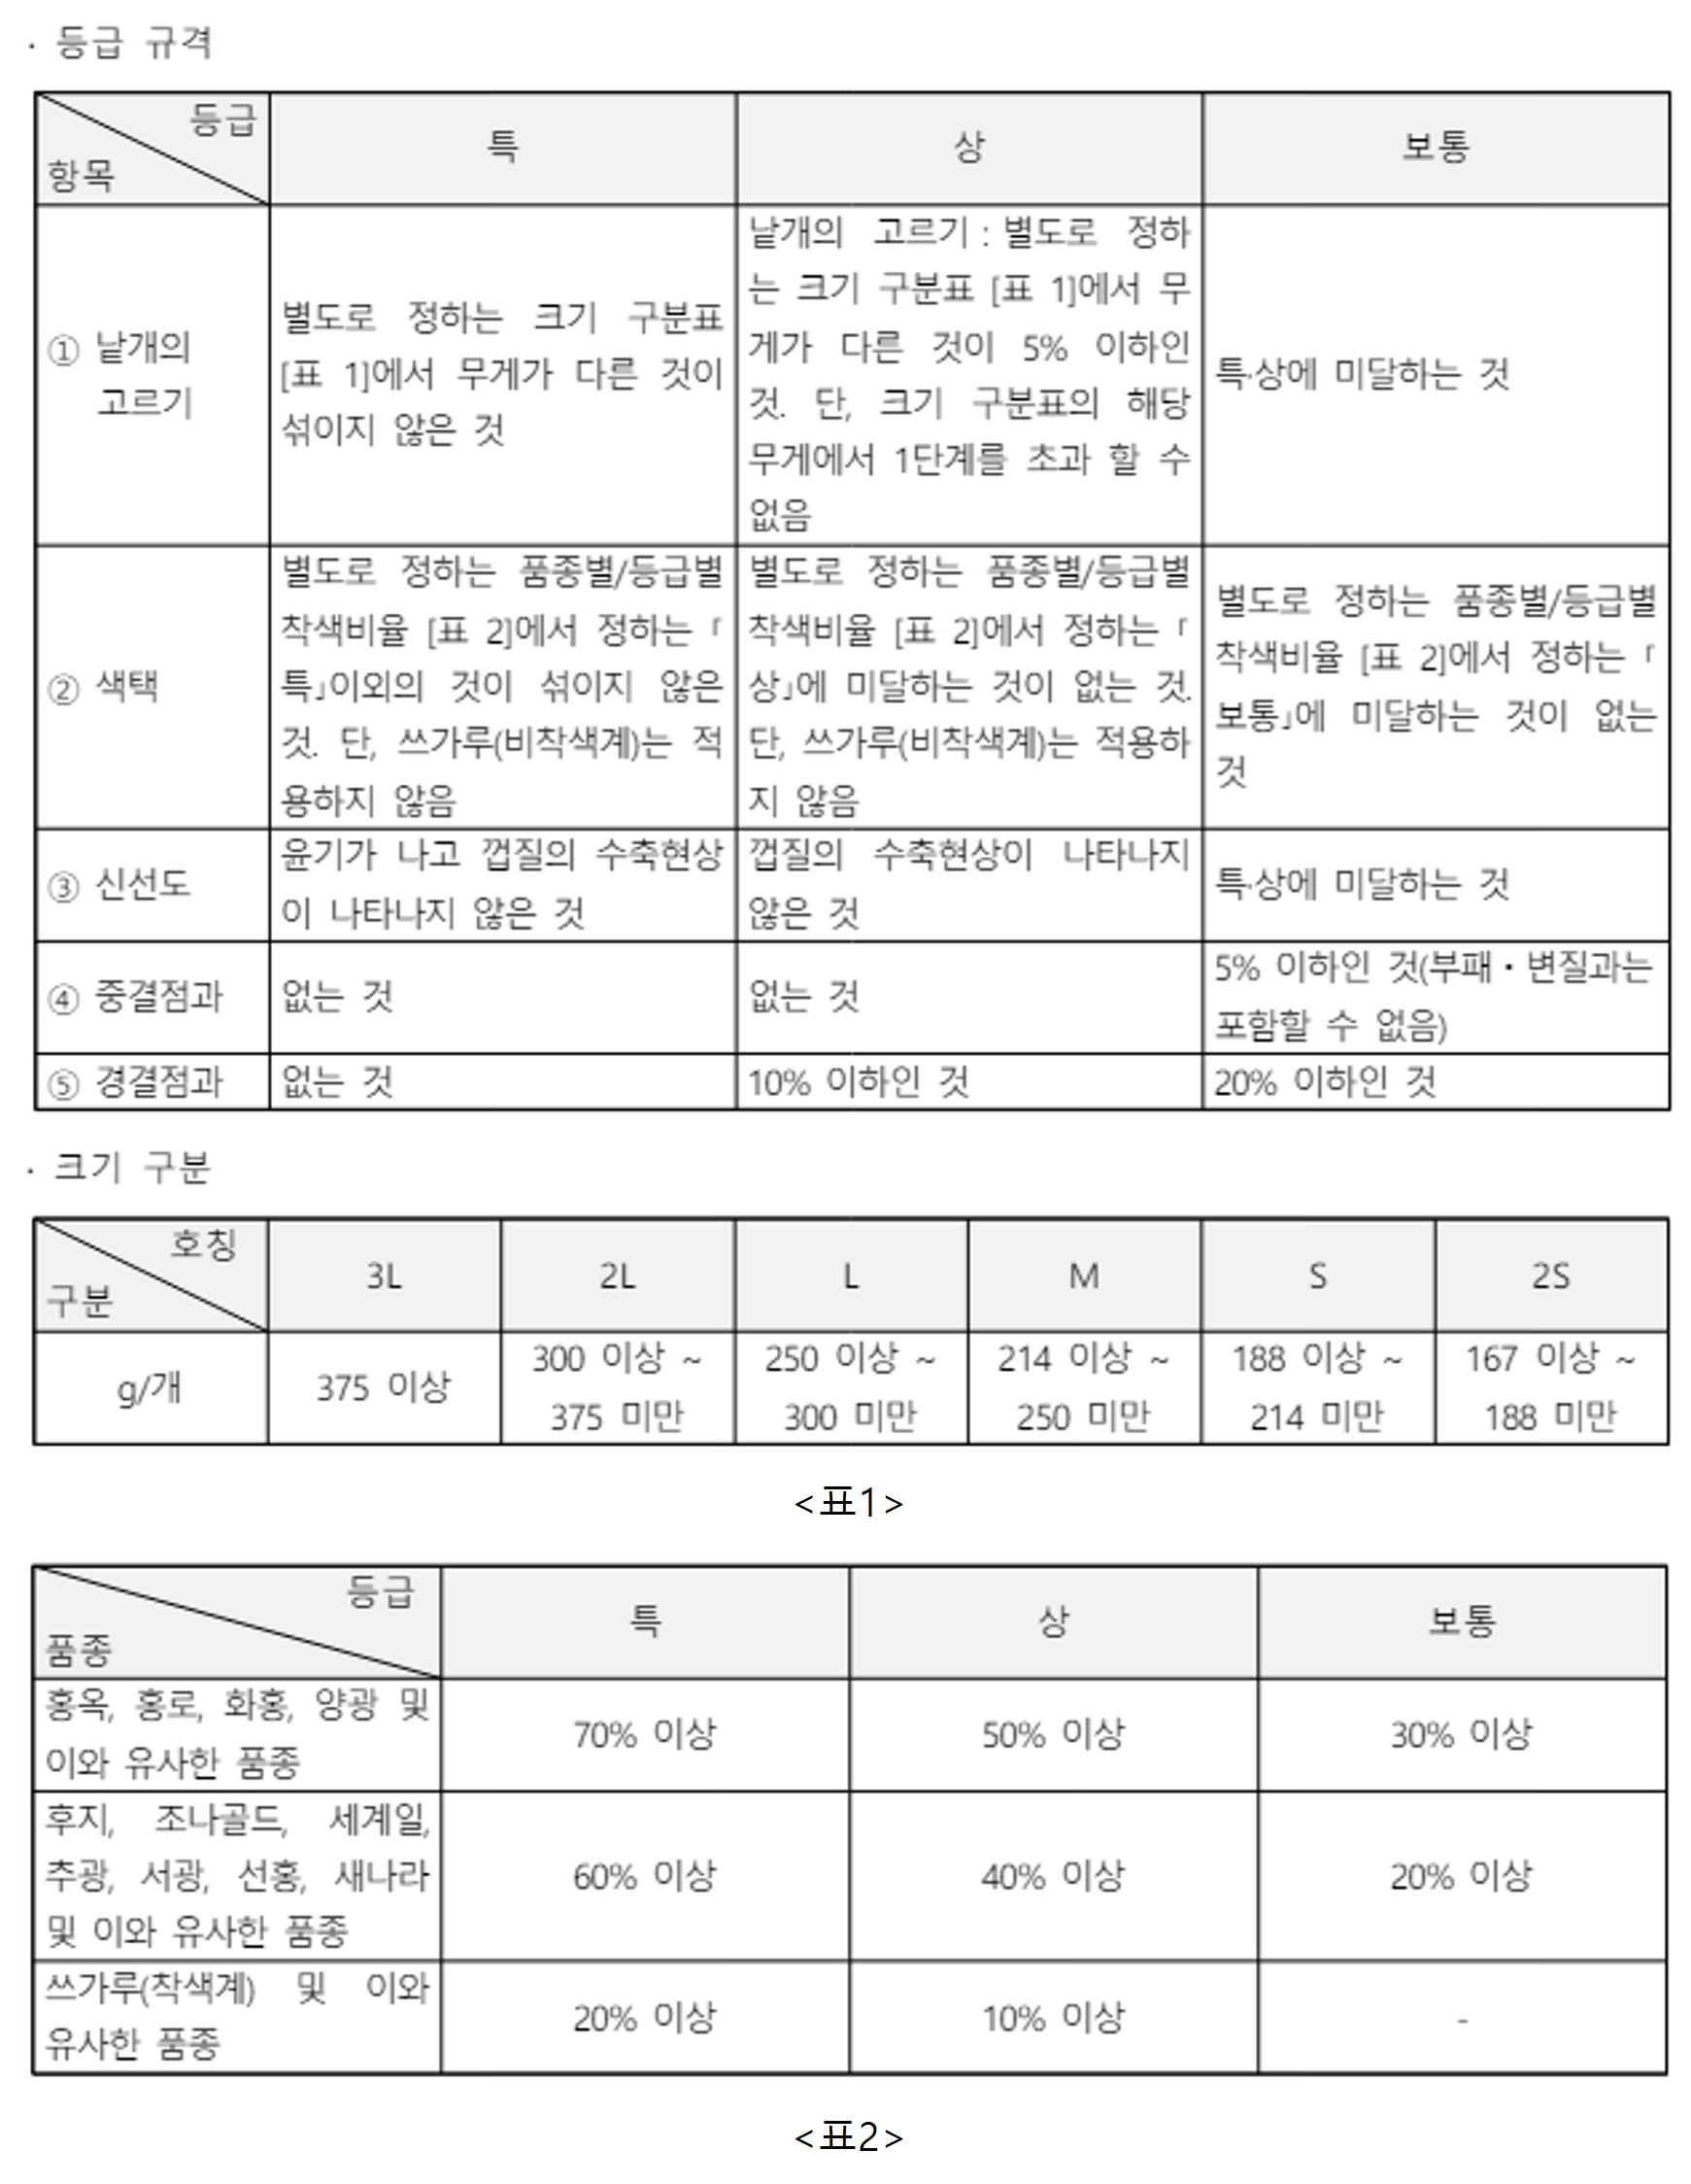 · 등급 규격
등급
항목
특
상
보통
① 낱개의
고르기
별도로 정하는 크기 구분표
[표 1]에서 무게가 다른 것이
섞이지 않은 것
낱개의 고르기 : 별도로 정하
는 크기 구분표 [표 1]에서 무
게가 다른 것이 5% 이하인
것. 단, 크기 구분표의 해당
무게에서 1단계를 초과 할 수
없음
특·상에 미달하는 것
② 색택
별도로 정하는 품종별/등급별
착색비율 [표 2]에서 정하는 「
특」이외의 것이 섞이지 않은
것. 단, 쓰가루(비착색계)는 적
용하지 않음
별도로 정하는 품종별/등급별
착색비율 [표 2]에서 정하는 「
상」에 미달하는 것이 없는 것.
단, 쓰가루(비착색계)는 적용하
지 않음
별도로 정하는 품종별/등급별
착색비율 [표 2]에서 정하는 「
보통」에 미달하는 것이 없는
것
③ 신선도
윤기가 나고 껍질의 수축현상
이 나타나지 않은 것
껍질의 수축현상이 나타나지
않은 것
특·상에 미달하는 것
④ 중결점과
없는 것
없는 것
5% 이하인 것(부패・변질과는
포함할 수 없음)
⑤ 경결점과
없는 것
10% 이하인 것
20% 이하인 것
· 크기 구분
호칭
구분
3L
2L
L
M
S
2S
g/개
375 이상
300 이상 ~
375 미만
250 이상 ~
300 미만
214 이상 ~
250 미만
188 이상 ~
214 미만
167 이상 ~
188 미만
<표1>
등급
품종
특
상
보통
홍옥, 홍로, 화홍, 양광 및
이와 유사한 품종
70% 이상
50% 이상
30% 이상
후지, 조나골드, 세계일,
추광, 서광, 선홍, 새나라
및 이와 유사한 품종
60% 이상
40% 이상
20% 이상
쓰가루(착색계) 및 이와
유사한 품종
20% 이상
10% 이상
-
<표2>